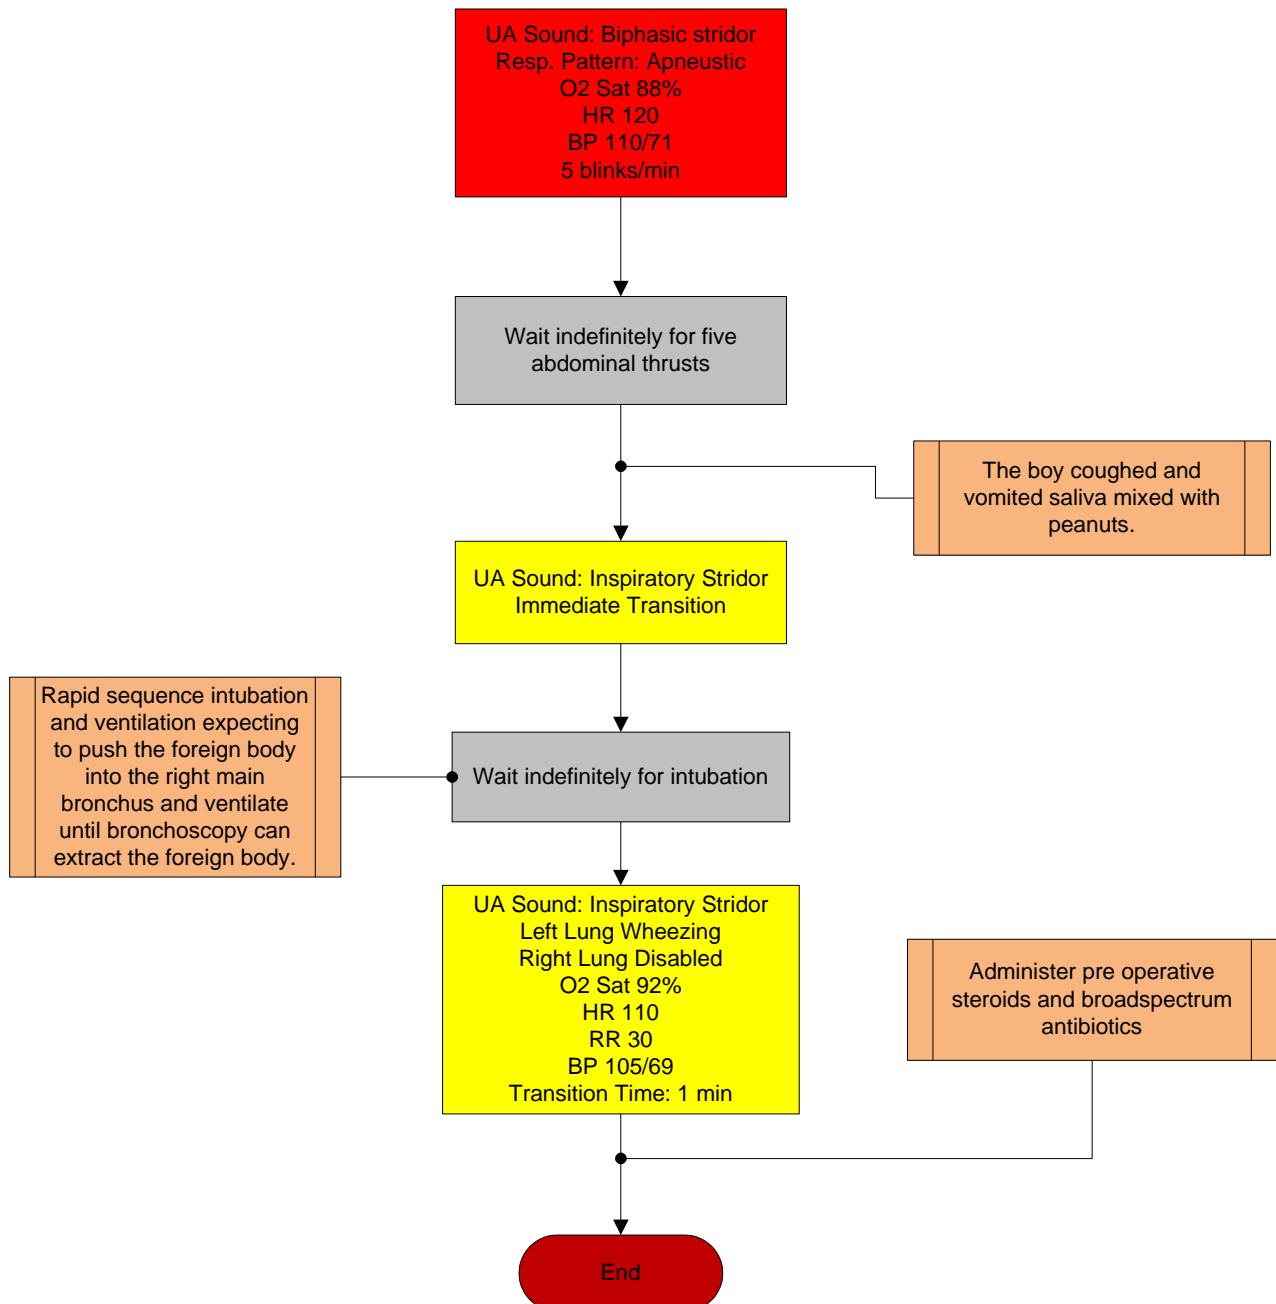 UA Sound: Biphasic stridor
Resp. Pattern: Apneustic
O2 Sat 88%
HR 120
BP 110/71
5 blinks/min
Wait indefinitely for five
abdominal thrusts
The boy coughed and
vomited saliva mixed with
peanuts.
UA Sound: Inspiratory Stridor
Immediate Transition
Rapid sequence intubation
and ventilation expecting
to push the foreign body
into the right main
bronchus and ventilate
until bronchoscopy can
extract the foreign body.
Wait indefinitely for intubation
UA Sound: Inspiratory Stridor
Left Lung Wheezing
Right Lung Disabled
O2 Sat 92%
HR 110
RR 30
BP 105/69
Transition Time: 1 min
Administer pre operative
steroids and broadspectrum
antibiotics
End